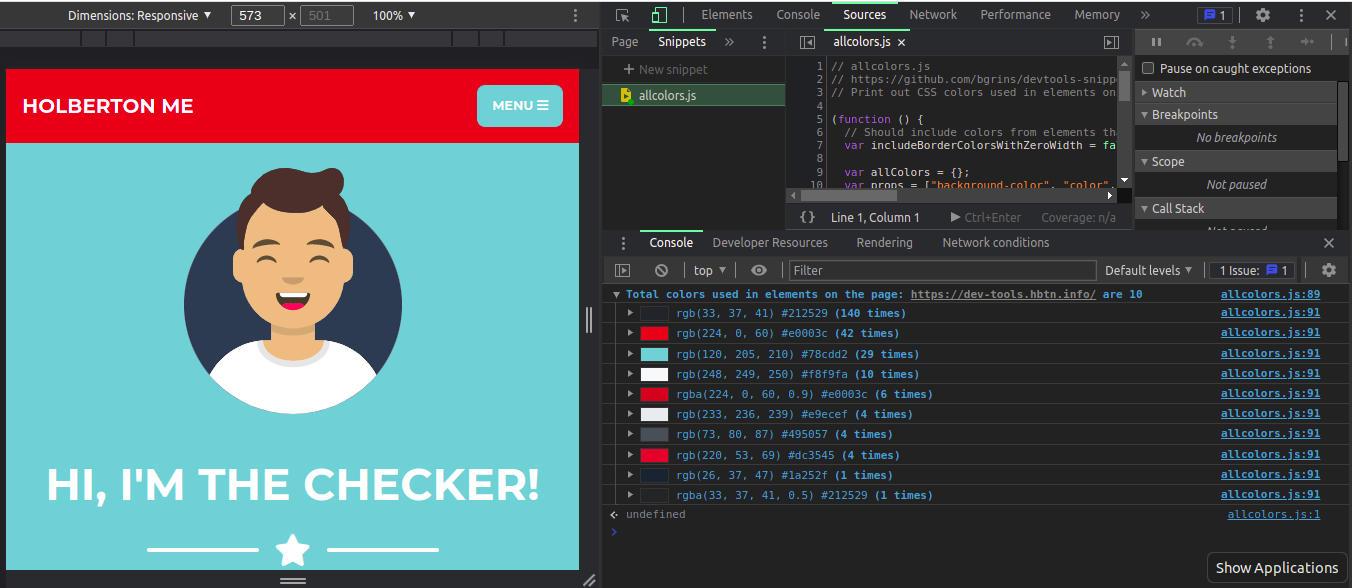 Dimensions: Responsive ▼ 573 × 501 100% ▼
Elements Console Sources Network Performance Memory » 1
Page Snippets »
allcolors.js ×
+ New snippet
allcolors.js
1 // allcolors.js
2 // https://github.com/bgrins/devtools-snippe
3 // Print out CSS colors used in elements on
4
5 (function () {
6 // Should include colors from elements tha
7 var includeBorderColorsWithZeroWidth = fa
8
9 var allColors = {};
10 var props = ["background-color", "color",
{} Line 1, Column 1 ▶ Ctrl+Enter Coverage: n/a
Pause on caught exceptions
Watch
Breakpoints
No breakpoints
Scope
Not paused
Call Stack
Not paused
HOLBERTON ME
MENU ☰
HI, I'M THE CHECKER!
Console Developer Resources Rendering Network conditions
top ▼ Filter Default levels ▼ 1 Issue: 1
Total colors used in elements on the page: https://dev-tools.hbtn.info/ are 10 allcolors.js:89
rgb(33, 37, 41) #212529 (140 times) allcolors.js:91
rgb(224, 0, 60) #e0003c (42 times) allcolors.js:91
rgb(120, 205, 210) #78cdd2 (29 times) allcolors.js:91
rgb(248, 249, 250) #f8f9fa (10 times) allcolors.js:91
rgba(224, 0, 60, 0.9) #e0003c (6 times) allcolors.js:91
rgb(233, 236, 239) #e9ecef (4 times) allcolors.js:91
rgb(73, 80, 87) #495057 (4 times) allcolors.js:91
rgb(220, 53, 69) #dc3545 (4 times) allcolors.js:91
rgb(26, 37, 47) #1a252f (1 times) allcolors.js:91
rgba(33, 37, 41, 0.5) #212529 (1 times) allcolors.js:91
undefined allcolors.js:1
Show Applications